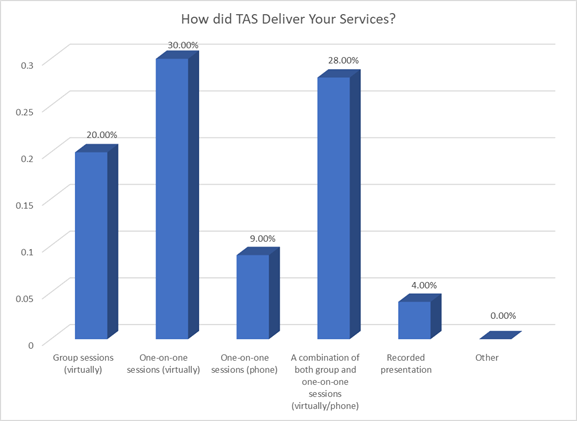 How did TAS Deliver Your Services?
0.3
0.25
0.2
0.15
0.1
0.05
0
20.00%
30.00%
9.00%
28.00%
4.00%
0.00%
Group sessions
(virtually)
One-on-one
sessions (virtually)
One-on-one
sessions (phone)
A combination of
both group and
one-on-one
sessions
(virtually/phone)
Recorded
presentation
Other